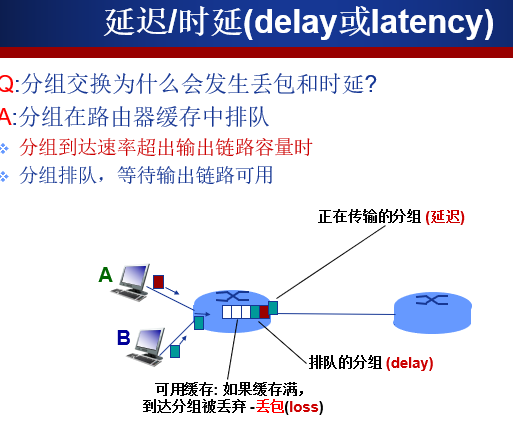 延迟/时延(delay或latency)
Q:分组交换为什么会发生丢包和时延?
A:分组在路由器缓存中排队
分组到达速率超出输出链路容量时
分组排队，等待输出链路可用
正在传输的分组 (延迟)
A
B
排队的分组 (delay)
可用缓存: 如果缓存满，
到达分组被丢弃 -丢包(loss)